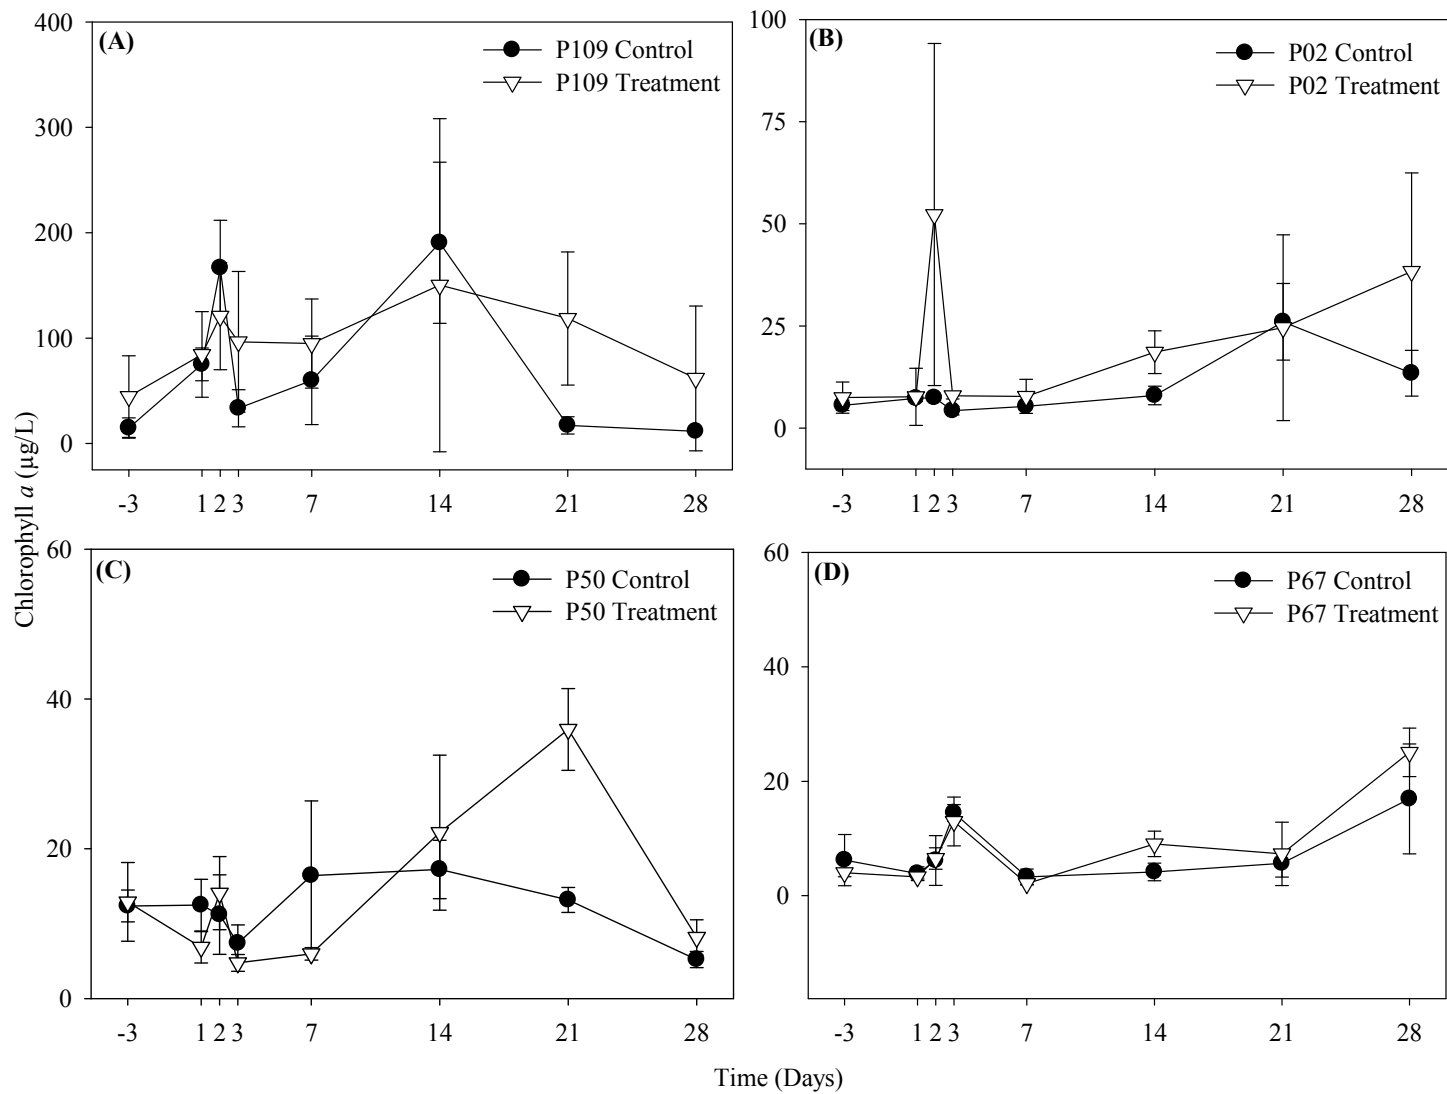 Chlorophyll a (µg/L)
(A)
P109 Control
P109 Treatment
400
300
200
100
0
-3 1 2 3 7 14 21 28
(B)
P02 Control
P02 Treatment
100
75
50
25
0
-3 1 2 3 7 14 21 28
(C)
P50 Control
P50 Treatment
60
40
20
0
-3 1 2 3 7 14 21 28
(D)
P67 Control
P67 Treatment
60
40
20
0
-3 1 2 3 7 14 21 28
Time (Days)